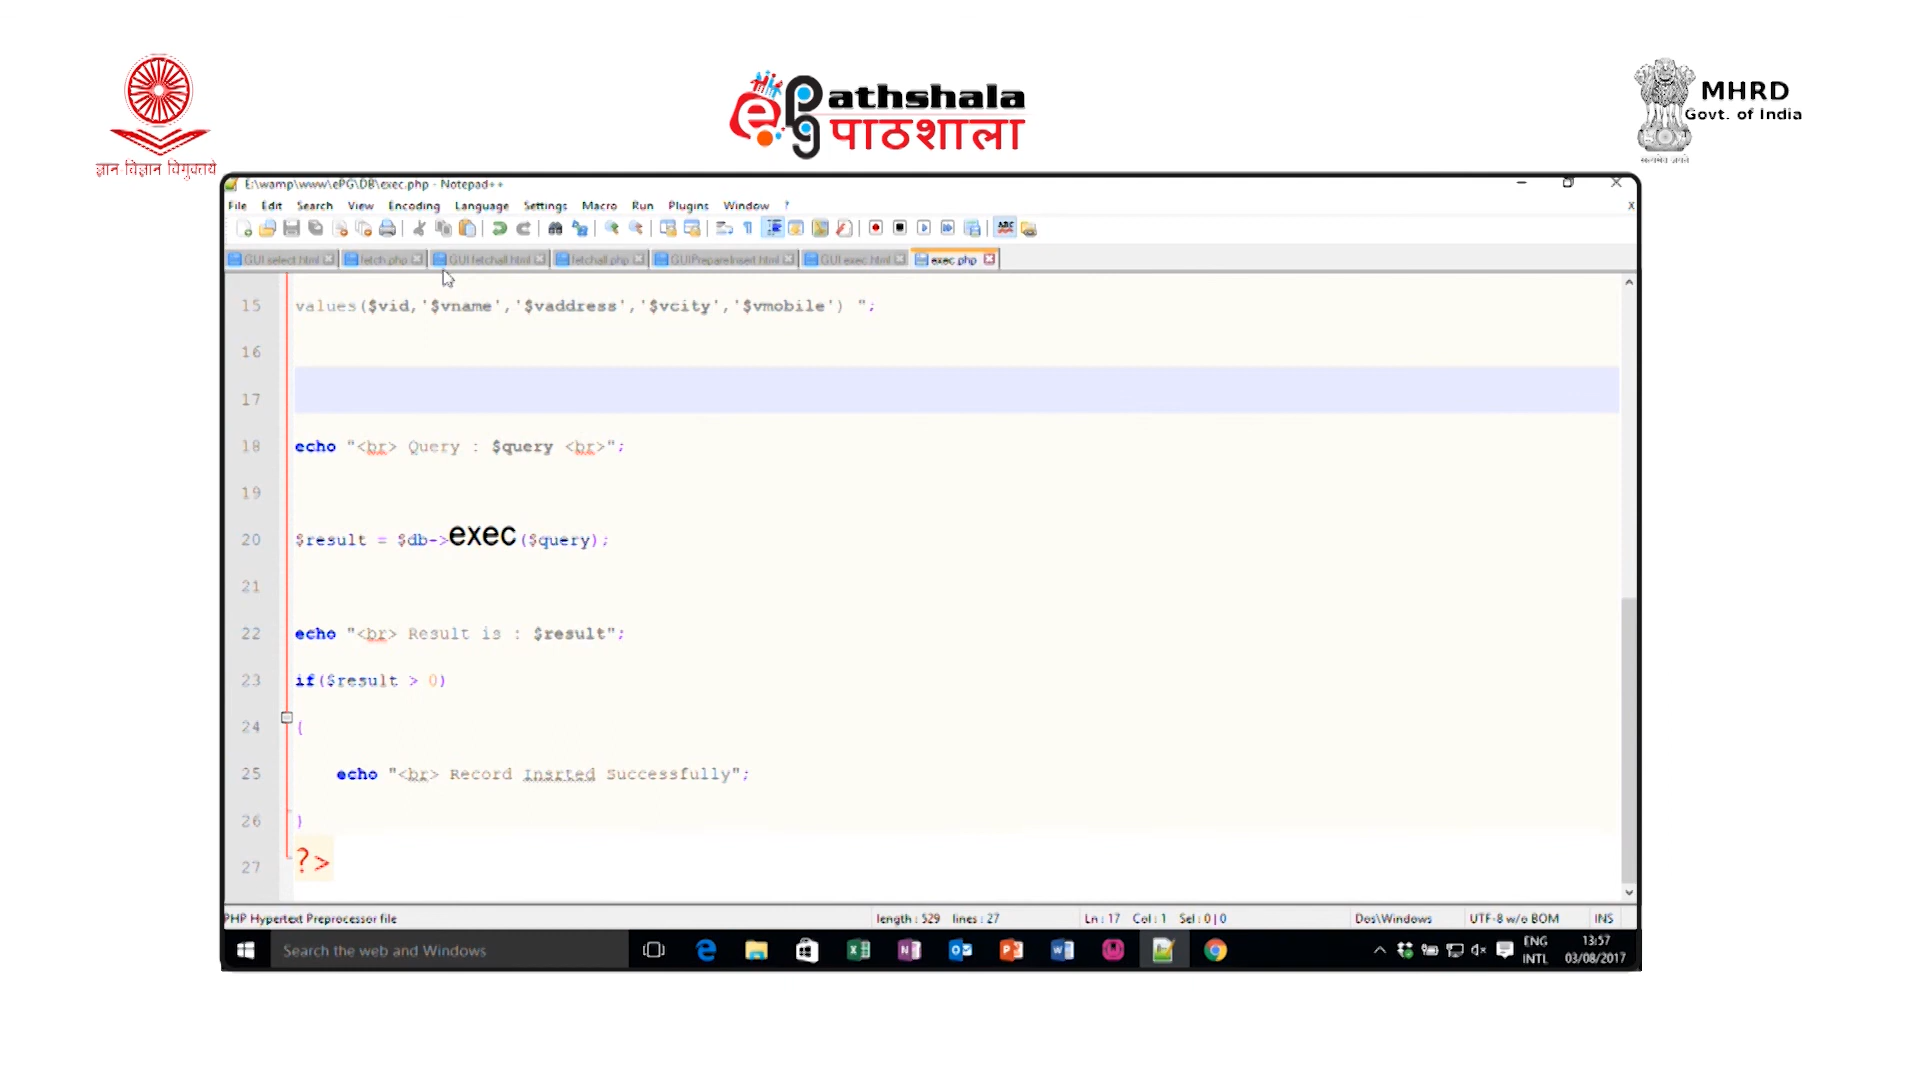 ज्ञान-विज्ञान विमुक्तये
ePg athshala
पाठशाला
MHRD
Govt. of India
सत्यमेव जयते
E:\wamp\www\ePG\DB\exec.php - Notepad++
File Edit Search View Encoding Language Settings Macro Run Plugins Window ?
GUI select.html fetch.php GUI fetchall.html fetchall.php GUIPrepareInsert.html GUI exec.html exec.php
15 values($vid,'$vname','$vaddress','$vcity','$vmobile') ";
16
17
18 echo "<br> Query : $query <br>";
19
20 $result = $db->exec($query);
21
22 echo "<br> Result is : $result";
23 if($result > 0)
24 {
25 echo "<br> Record Insrted Successfully";
26 }
27 ?>
PHP Hypertext Preprocessor file length : 529 lines : 27 Ln : 17 Col : 1 Sel : 0 | 0 Dos\Windows UTF-8 w/o BOM INS
Search the web and Windows
ENG INTL
13:57
03/08/2017